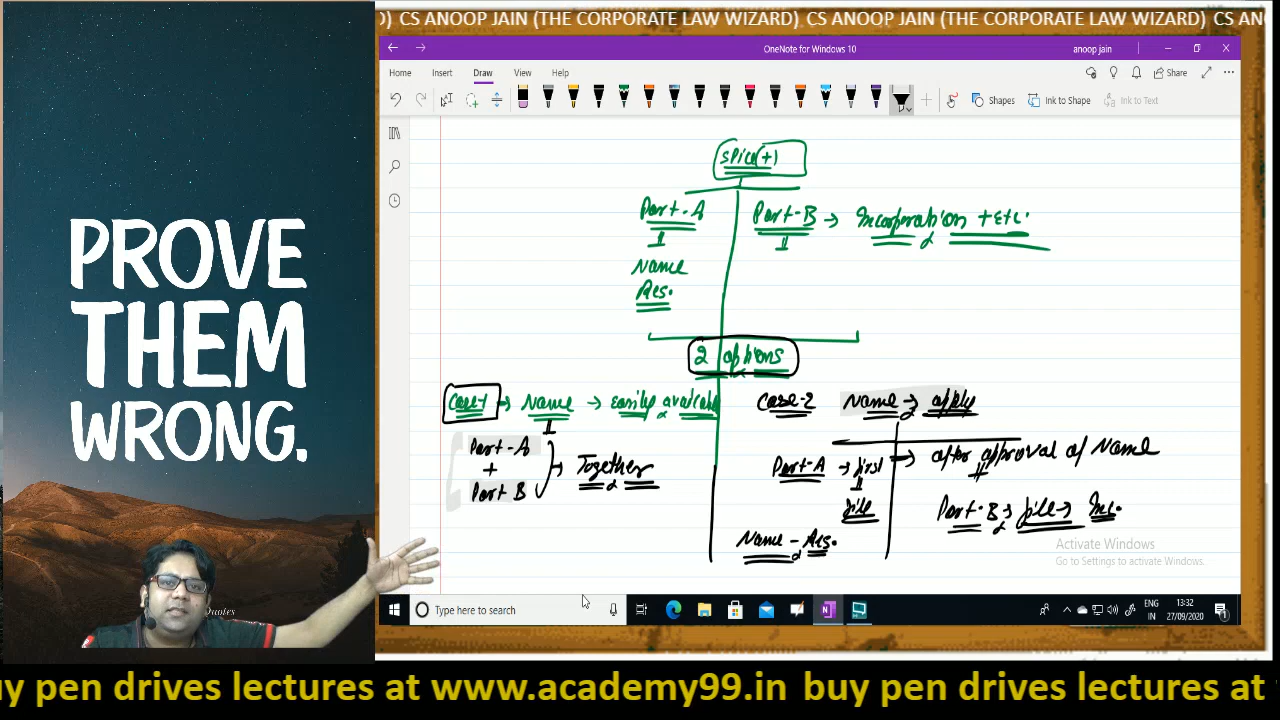 D) CS ANOOP JAIN (THE CORPORATE LAW WIZARD) CS ANOOP JAIN (THE CORPORATE LAW WIZARD) CS ANO
OneNote for Windows 10
anoop jain
Home Insert Draw View Help
Share
Shapes Ink to Shape Ink to Text
PROVE
THEM
WRONG.
Quotes
SPice(+)
Part-A
Name
Res.
Part-B → Incorporation + Etc.
2 options
Case-1 → Name → easily available
Part-A
+
Part B
→ Together
Case-2 Name → apply
Part-A → first
file
Name - Res.
→ after approval of Name
Part-B → file → Inc.
Activate Windows
Go to Settings to activate Windows.
Type here to search
ENG
IN
13:32
27/09/2020
1
uy pen drives lectures at www.academy99.in buy pen drives lectures at